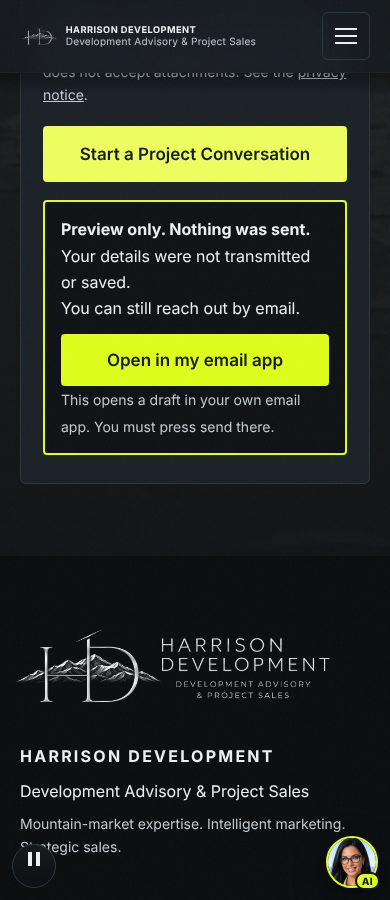 HARRISON DEVELOPMENT
Development Advisory & Project Sales
does not accept attachments. See the privacy
notice.
Start a Project Conversation
Preview only. Nothing was sent.
Your details were not transmitted
or saved.
You can still reach out by email.
Open in my email app
This opens a draft in your own email
app. You must press send there.
HD
HARRISON
DEVELOPMENT
DEVELOPMENT ADVISORY
& PROJECT SALES
HARRISON DEVELOPMENT
Development Advisory & Project Sales
Mountain-market expertise. Intelligent marketing.
Strategic sales.
AI